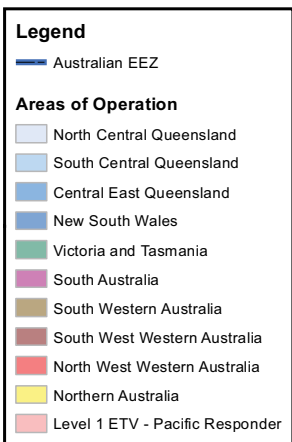 Legend
Australian EEZ
Areas of Operation
North Central Queensland
South Central Queensland
Central East Queensland
New South Wales
Victoria and Tasmania
South Australia
South Western Australia
South West Western Australia
North West Western Australia
Northern Australia
Level 1 ETV - Pacific Responder